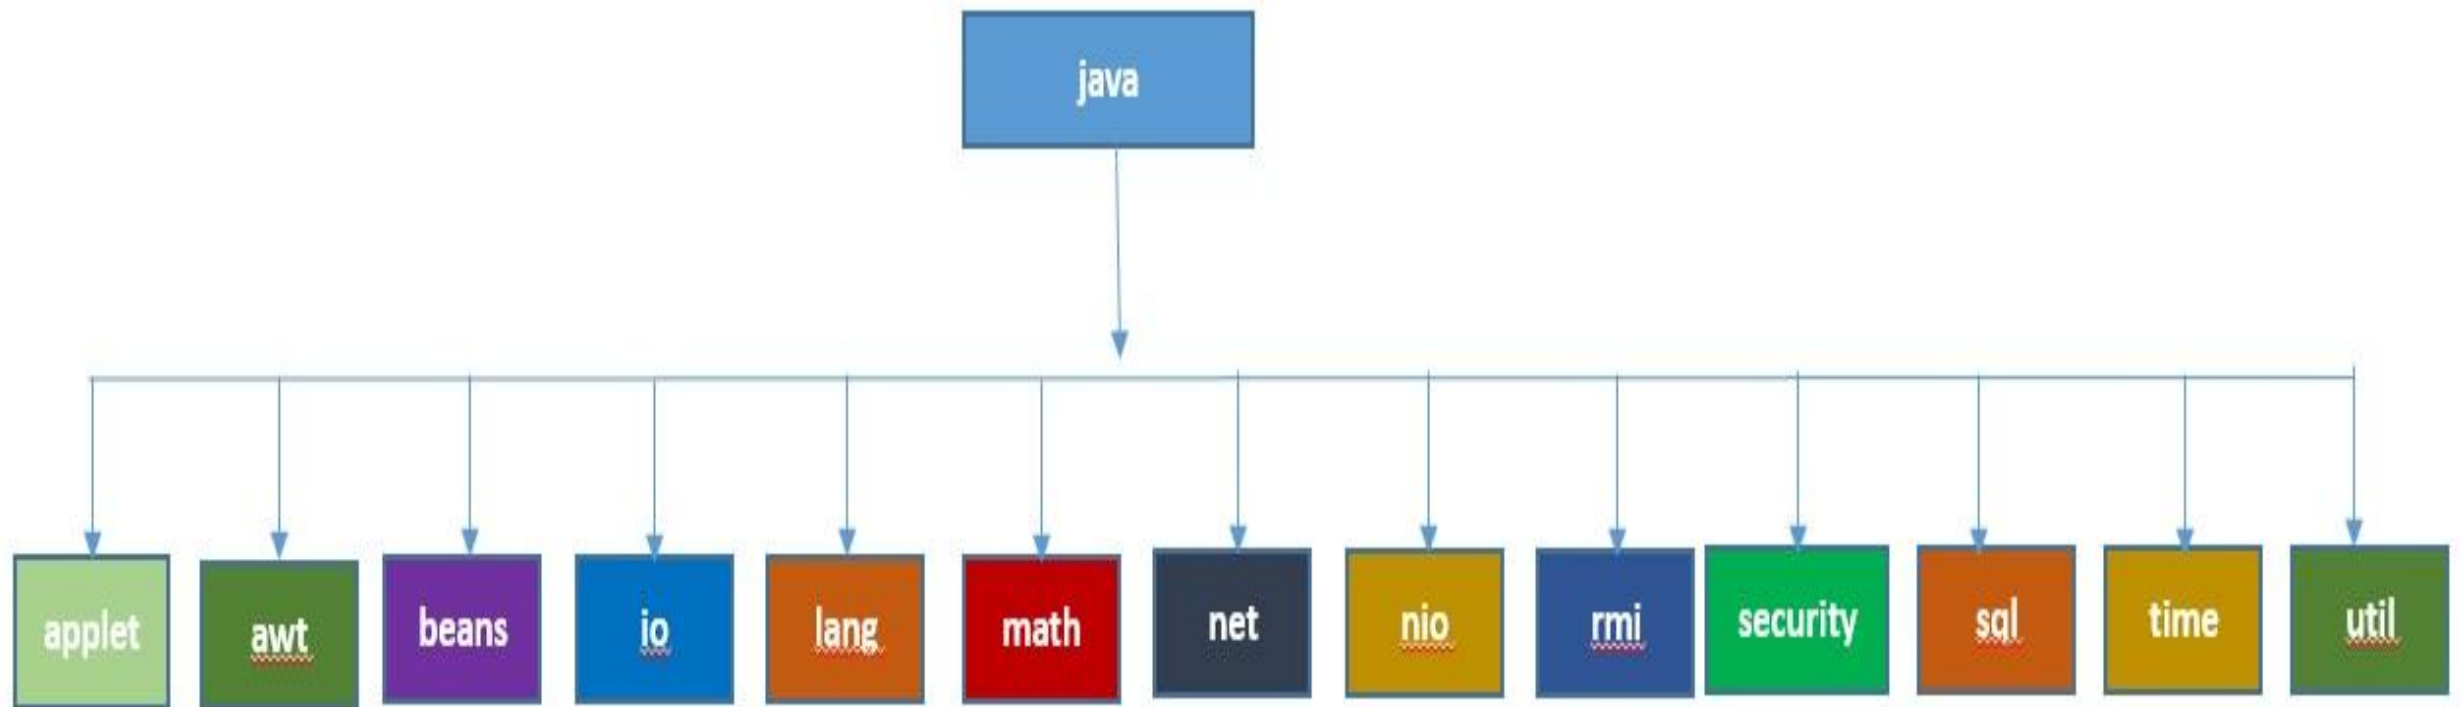 java
applet
awt
beans
io
lang
math
net
nio
rmi
security
sql
time
util